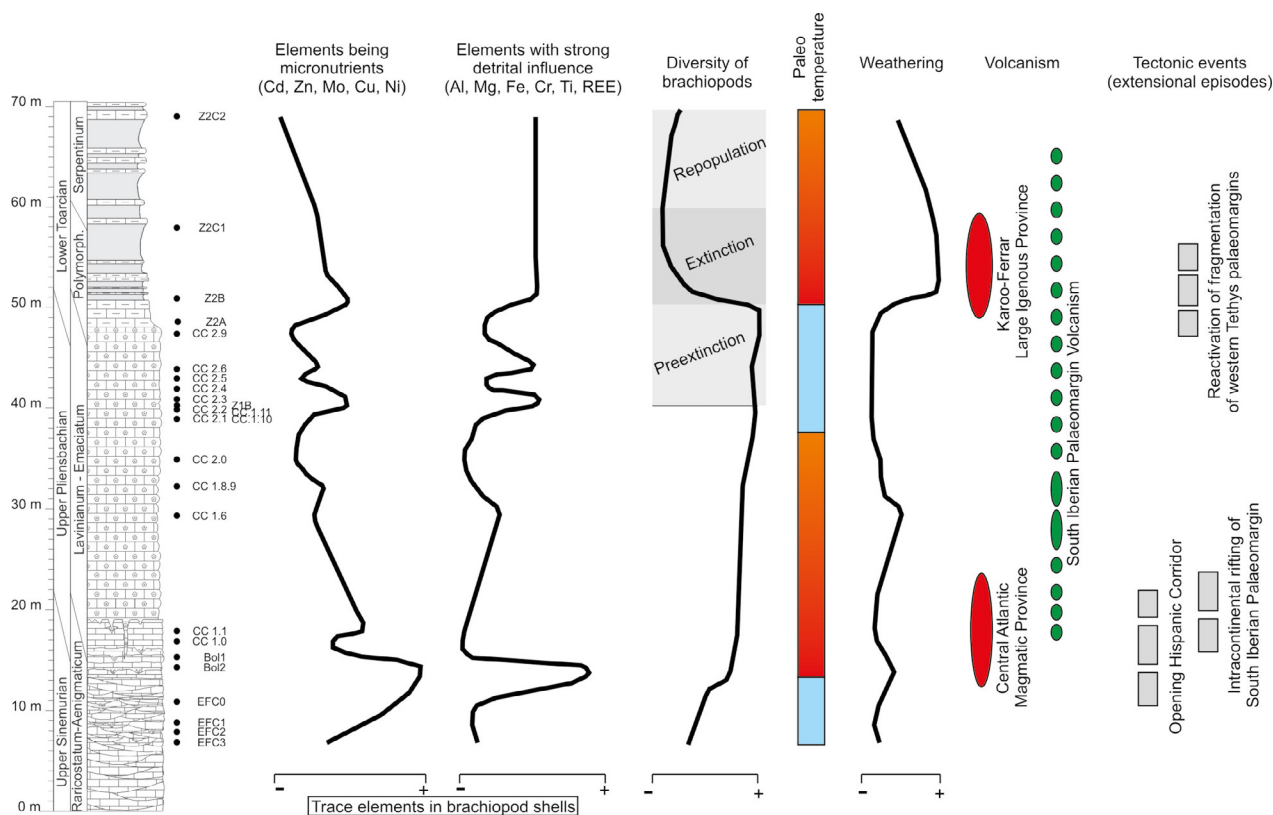 Elements being
micronutrients
(Cd, Zn, Mo, Cu, Ni)
Elements with strong
detrital influence
(Al, Mg, Fe, Cr, Ti, REE)
Diversity of
brachiopods
Paleo
temperature
Weathering
Volcanism
Tectonic events
(extensional episodes)
70 m
60 m
50 m
40 m
30 m
20 m
10 m
0 m
Lower Toarcian
Upper Pliensbachian
Upper Sinemurian
Serpentinum
Polymorph.
Lavinianum - Emaciatum
Raricostatum-Aenigmaticum
Z2C2
Z2C1
Z2B
Z2A
CC 2.9
CC 2.6
CC 2.5
CC 2.4
CC 2.3
Z1B
CC 2.2 CC.1.11
CC 2.1 CC.1.10
CC 2.0
CC 1.8.9
CC 1.6
CC 1.1
CC 1.0
Bol1
Bol2
EFC0
EFC1
EFC2
EFC3
Repopulation
Extinction
Preextinction
Karoo-Ferrar
Large Igenous Province
Central Atlantic
Magmatic Province
South Iberian Palaeomargin Volcanism
Reactivation of fragmentation
of western Tethys palaeomargins
Opening Hispanic Corridor
Intracontinental rifting of
South Iberian Palaeomargin
- +
- +
- +
- +
Trace elements in brachiopod shells